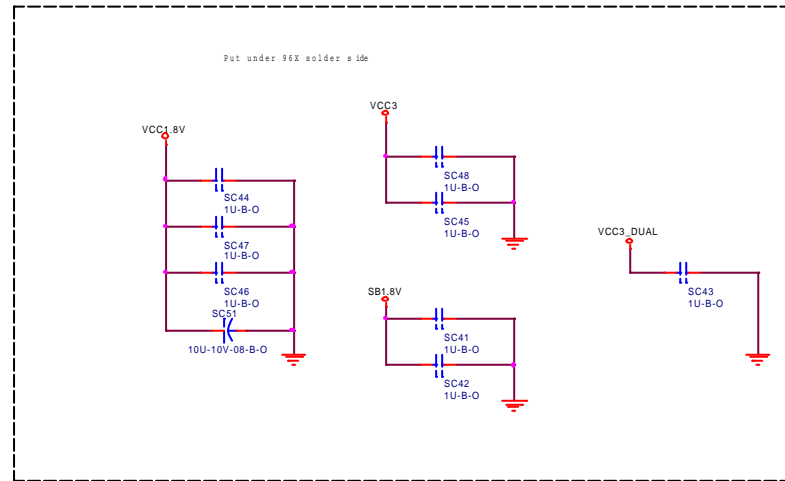 Put under 96X solder side
VCC1.8V
SC44
1U-B-O
SC47
1U-B-O
SC46
1U-B-O
SC51
10U-10V-08-B-O
VCC3
SC48
1U-B-O
SC45
1U-B-O
SB1.8V
SC41
1U-B-O
SC42
1U-B-O
VCC3_DUAL
SC43
1U-B-O